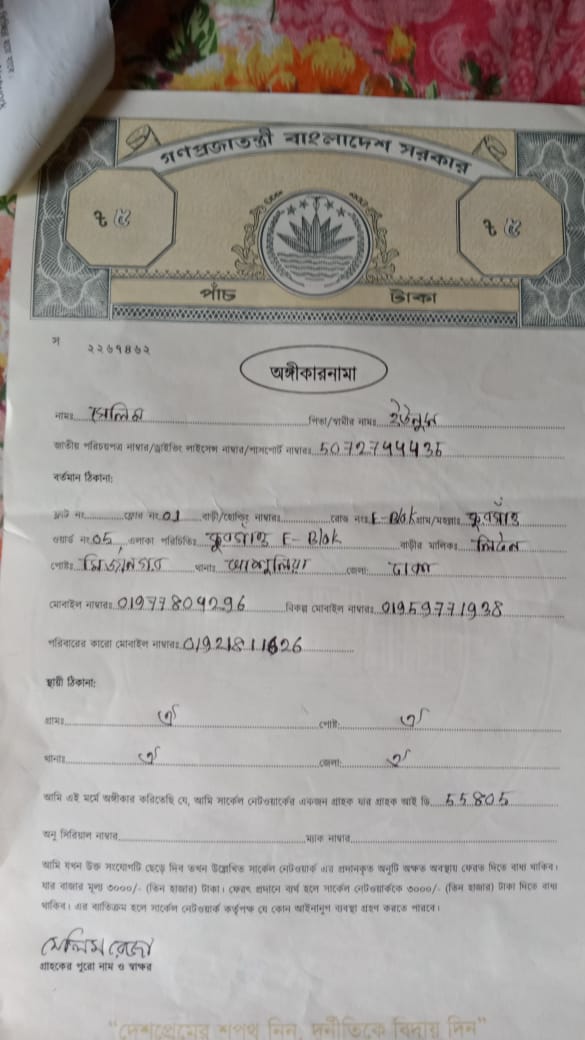 গণপ্রজাতন্ত্রী বাংলাদেশ সরকার
৳ ৫ ৳ ৫
পাঁচ টাকা
স
২২৬৭৪৬২
অঙ্গীকারনামা
নামঃ সেলিম পিতা/স্বামীর নামঃ ইউনুস
জাতীয় পরিচয়পত্র নাম্বার/ড্রাইভিং লাইসেন্স নাম্বার/পাসপোর্ট নাম্বারঃ 5072744435
বর্তমান ঠিকানা:
ফ্লাট নং ফ্লোর নং 01 বাড়ী/হোল্ডিং নাম্বারঃ রোড নংঃ E-Blok গ্রাম/মহল্লাঃ
ওয়ার্ড নং 05 এলাকা পরিচিতিঃ E-Blok বাড়ীর মালিকঃ লিটন
পোষ্টঃ মির্জানগর থানাঃ আশুলিয়া জেলাঃ ঢাকা
মোবাইল নাম্বারঃ 01977804296 বিকল্প মোবাইল নাম্বারঃ 01959771938
পরিবারের কারো মোবাইল নাম্বারঃ 01921811626
স্থায়ী ঠিকানা:
গ্রামঃ ঐ পোষ্টঃ ঐ
থানাঃ ঐ জেলাঃ ঐ
আমি এই মর্মে অঙ্গীকার করিতেছি যে, আমি সার্কেল নেটওয়ার্কের একজন গ্রাহক যার গ্রাহক আই ডি 55805
অনু সিরিয়াল নাম্বার ম্যাক নাম্বার
আমি যখন উক্ত সংযোগটি ছেড়ে দিব তখন উল্লেখিত সার্কেল নেটওয়ার্ক এর প্রদানকৃত অনুটি অক্ষত অবস্থায় ফেরত দিতে বাধ্য থাকিব।
যার বাজার মূল্য ৩০০০/- (তিন হাজার) টাকা। ফেরৎ প্রদানে ব্যর্থ হলে সার্কেল নেটওয়ার্ককে ৩০০০/- (তিন হাজার) টাকা দিতে বাধ্য
থাকিব। এর ব্যতিক্রম হলে সার্কেল নেটওয়ার্ক কর্তৃপক্ষ যে কোন আইনানুগ ব্যবস্থা গ্রহণ করতে পারবে।
সেলিম রেজা
গ্রাহকের পুরো নাম ও স্বাক্ষর
"দেশপ্রেমের শপথ নিন, দুর্নীতিকে বিদায় দিন"